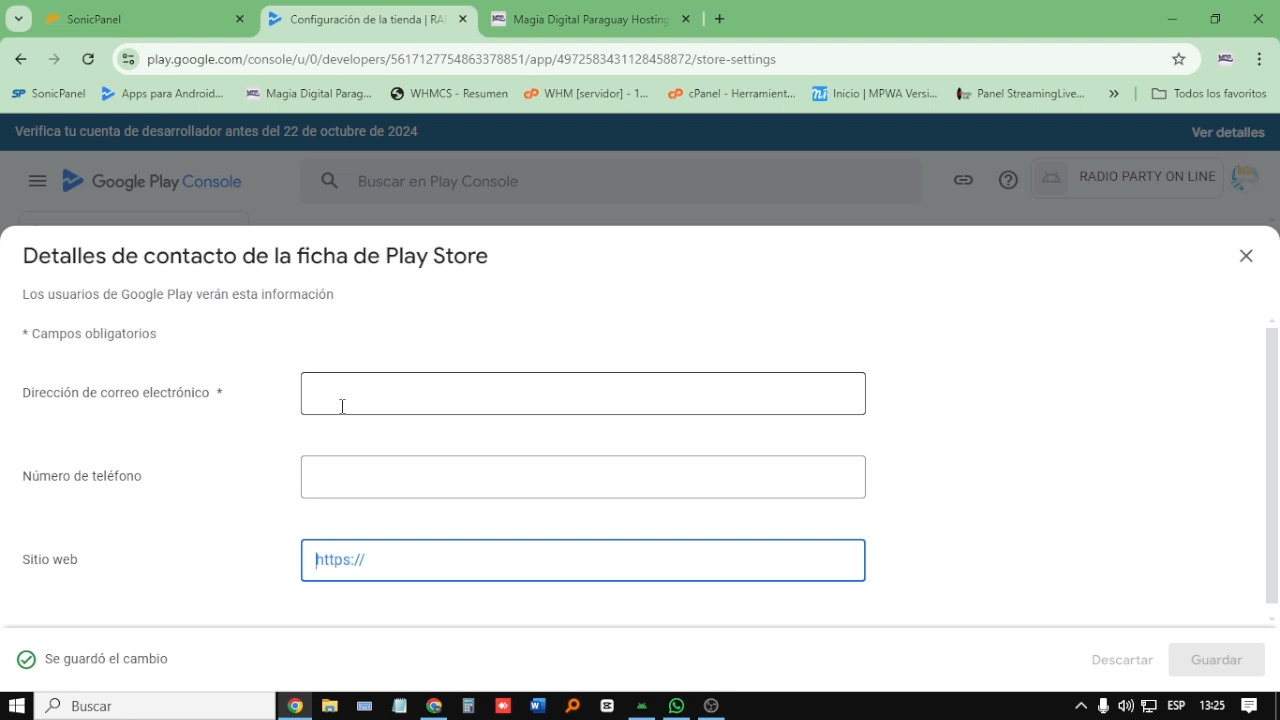 SonicPanel
Configuración de la tienda | RA
Magia Digital Paraguay Hosting
play.google.com/console/u/0/developers/5617127754863378851/app/4972583431128458872/store-settings
SonicPanel
Apps para Android...
Magia Digital Parag...
WHMCS - Resumen
WHM [servidor] - 1...
cPanel - Herramient...
Inicio | MPWA Versi...
Panel StreamingLive...
Todos los favoritos
Verifica tu cuenta de desarrollador antes del 22 de octubre de 2024
Ver detalles
Google Play Console
Buscar en Play Console
RADIO PARTY ON LINE
Detalles de contacto de la ficha de Play Store
Los usuarios de Google Play verán esta información
* Campos obligatorios
Dirección de correo electrónico *
Número de teléfono
Sitio web
https://
Se guardó el cambio
Descartar
Guardar
Buscar
ESP
13:25